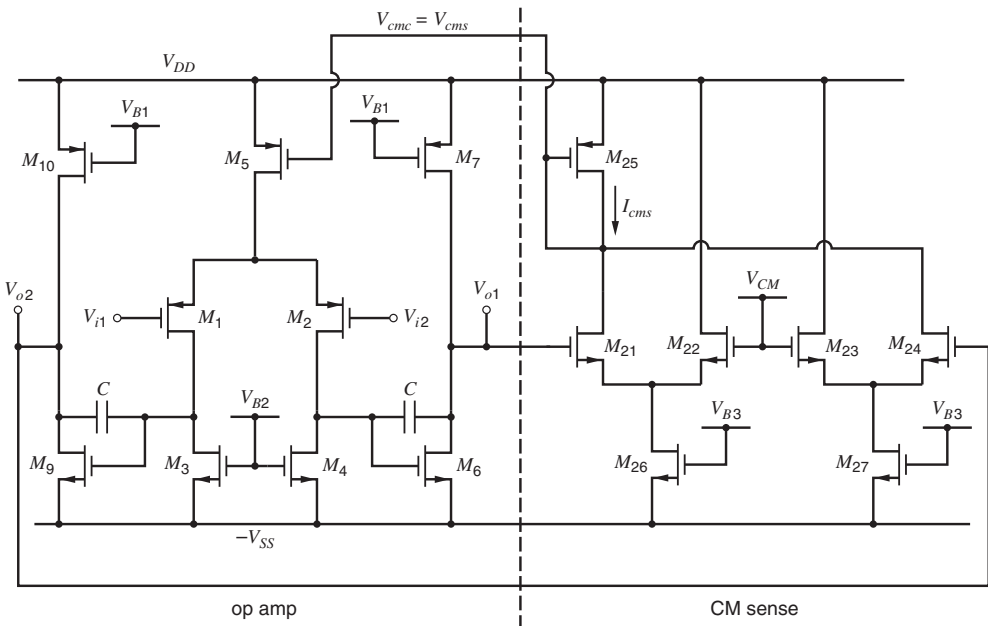 V_cmc = V_cms
V_DD
V_B1
V_B1
M_10
M_5
M_7
M_25
I_cms
V_o2
V_i1
M_1
M_2
V_i2
V_o1
V_CM
M_21
M_22
M_23
M_24
C
V_B2
C
V_B3
V_B3
M_9
M_3
M_4
M_6
M_26
M_27
−V_SS
op amp
CM sense